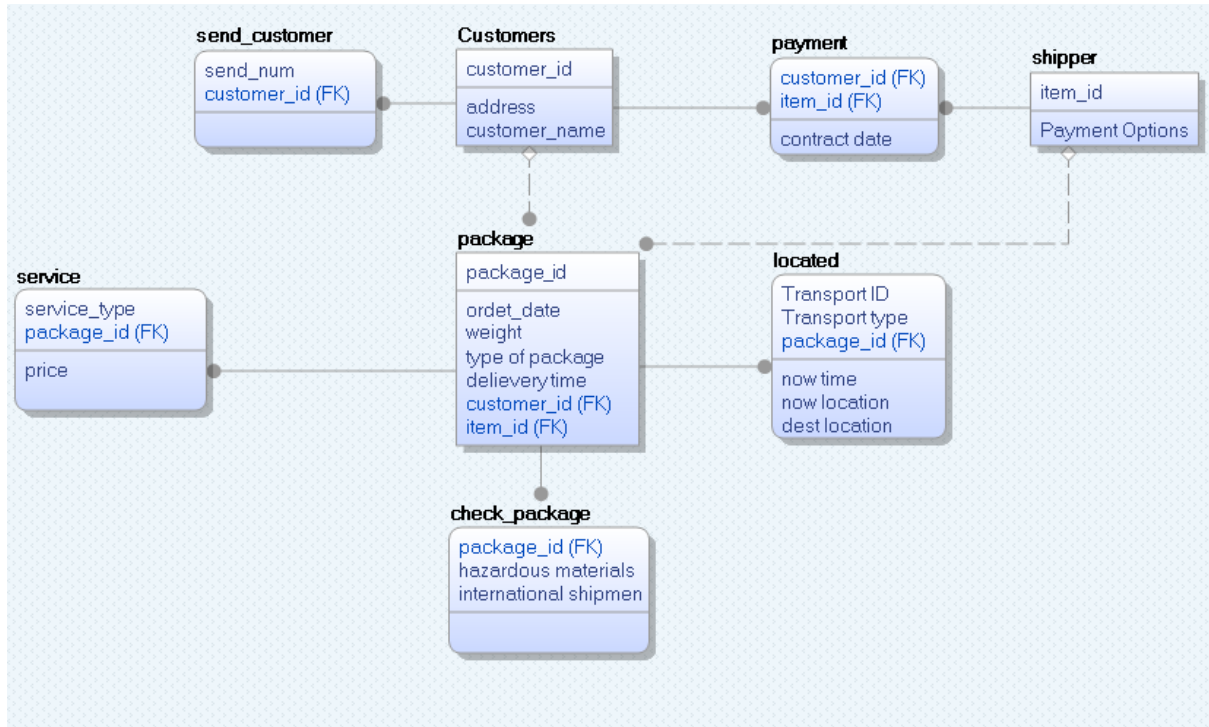 send_customer
send_num
customer_id (FK)
Customers
customer_id
address
customer_name
payment
customer_id (FK)
item_id (FK)
contract date
shipper
item_id
Payment Options
service
service_type
package_id (FK)
price
package
package_id
ordet_date
weight
type of package
delievery time
customer_id (FK)
item_id (FK)
located
Transport ID
Transport type
package_id (FK)
now time
now location
dest location
check_package
package_id (FK)
hazardous materials
international shipmen